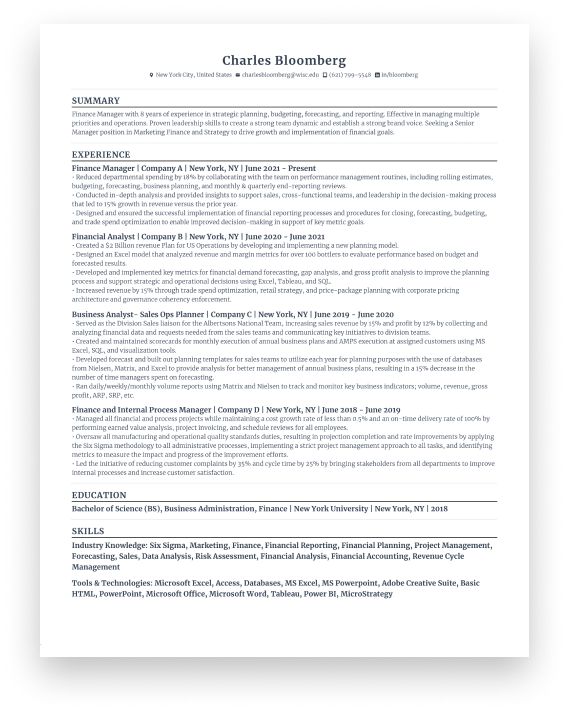 Charles Bloomberg
New York City, United States charlesbloomberg@wisc.edu (621) 799-5548 in/bloomberg
SUMMARY
Finance Manager with 8 years of experience in strategic planning, budgeting, forecasting, and reporting. Effective in managing multiple
priorities and operations. Proven leadership skills to create a strong team dynamic and establish a strong brand voice. Seeking a Senior
Manager position in Marketing Finance and Strategy to drive growth and implementation of financial goals.
EXPERIENCE
Finance Manager | Company A | New York, NY | June 2021 - Present
• Reduced departmental spending by 18% by collaborating with the team on performance management routines, including rolling estimates,
budgeting, forecasting, business planning, and monthly & quarterly end-reporting reviews.
• Conducted in-depth analysis and provided insights to support sales, cross-functional teams, and leadership in the decision-making process
that led to 15% growth in revenue versus the prior year.
• Designed and ensured the successful implementation of financial reporting processes and procedures for closing, forecasting, budgeting,
and trade spend optimization to enable improved decision-making in support of key metric goals.
Financial Analyst | Company B | New York, NY | June 2020 - June 2021
• Created a $2 Billion revenue Plan for US Operations by developing and implementing a new planning model.
• Designed an Excel model that analyzed revenue and margin metrics for over 100 bottlers to evaluate performance based on budget and
forecasted results.
• Developed and implemented key metrics for financial demand forecasting, gap analysis, and gross profit analysis to improve the planning
process and support strategic and operational decisions using Excel, Tableau, and SQL.
• Increased revenue by 15% through trade spend optimization, retail strategy, and price-package planning with corporate pricing
architecture and governance coherency enforcement.
Business Analyst- Sales Ops Planner | Company C | New York, NY | June 2019 - June 2020
• Served as the Division Sales liaison for the Albertsons National Team, increasing sales revenue by 15% and profit by 12% by collecting and
analyzing financial data and requests needed from the sales teams and communicating key initiatives to division teams.
• Created and maintained scorecards for monthly execution of annual business plans and AMPS execution at assigned customers using MS
Excel, SQL, and visualization tools.
• Developed forecast and built out planning templates for sales teams to utilize each year for planning purposes with the use of databases
from Nielsen, Matrix, and Excel to provide analysis for better management of annual business plans, resulting in a 15% decrease in the
number of time managers spent on forecasting.
• Ran daily/weekly/monthly volume reports using Matrix and Nielsen to track and monitor key business indicators; volume, revenue, gross
profit, ARP, SRP, etc.
Finance and Internal Process Manager | Company D | New York, NY | June 2018 - June 2019
• Managed all financial and process projects while maintaining a cost growth rate of less than 0.5% and an on-time delivery rate of 100% by
performing earned value analysis, project invoicing, and schedule reviews for all employees.
• Oversaw all manufacturing and operational quality standards duties, resulting in projection completion and rate improvements by applying
the Six Sigma methodology to all administrative processes, implementing a strict project management approach to all tasks, and identifying
metrics to measure the impact and progress of the improvement efforts.
• Led the initiative of reducing customer complaints by 35% and cycle time by 25% by bringing stakeholders from all departments to improve
internal processes and increase customer satisfaction.
EDUCATION
Bachelor of Science (BS), Business Administration, Finance | New York University | New York, NY | 2018
SKILLS
Industry Knowledge: Six Sigma, Marketing, Finance, Financial Reporting, Financial Planning, Project Management,
Forecasting, Sales, Data Analysis, Risk Assessment, Financial Analysis, Financial Accounting, Revenue Cycle
Management
Tools & Technologies: Microsoft Excel, Access, Databases, MS Excel, MS Powerpoint, Adobe Creative Suite, Basic
HTML, PowerPoint, Microsoft Office, Microsoft Word, Tableau, Power BI, MicroStrategy